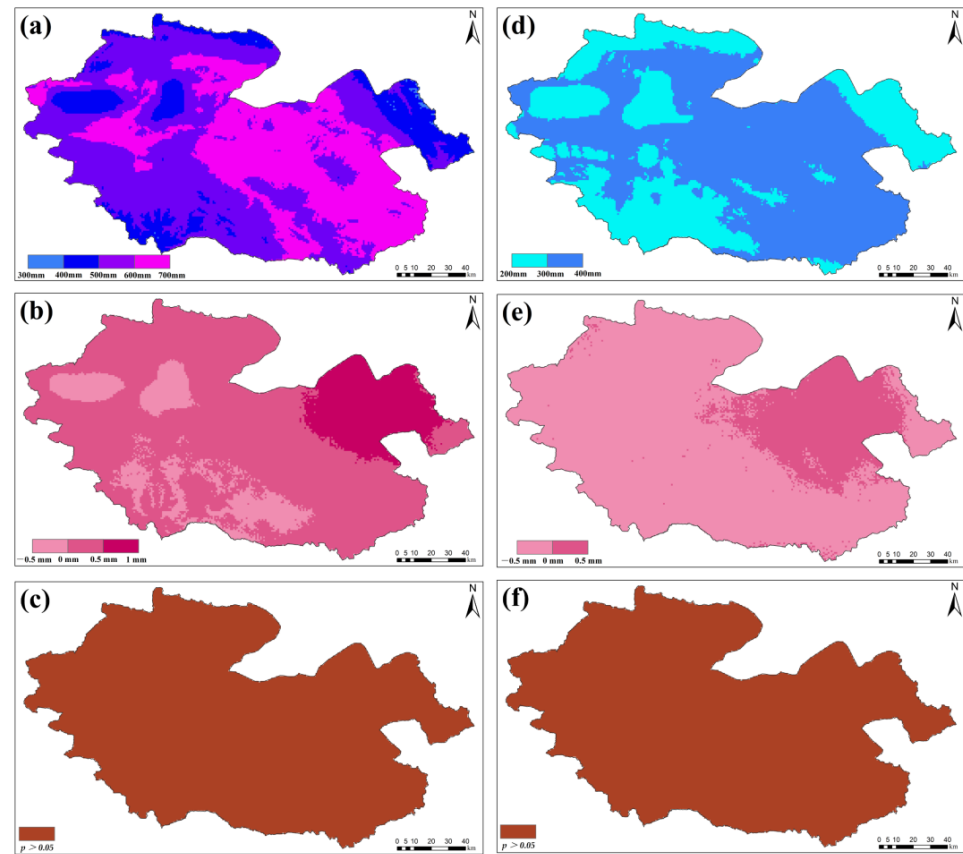 (a)
N
300mm 400mm 500mm 600mm 700mm
0 5 10 20 30 40
km
(d)
N
200mm 300mm 400mm
0 5 10 20 30 40
km
(b)
N
−0.5 mm 0 mm 0.5 mm 1 mm
0 5 10 20 30 40
km
(e)
N
−0.5 mm 0 mm 0.5 mm
0 5 10 20 30 40
km
(c)
N
p > 0.05
0 5 10 20 30 40
km
(f)
N
p > 0.05
0 5 10 20 30 40
km